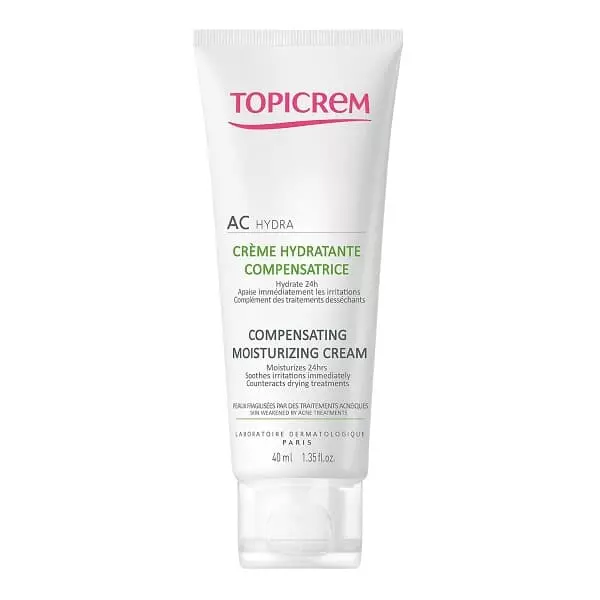 TOPICREM
AC HYDRA
CRÈME HYDRATANTE
COMPENSATRICE
Hydrate 24h
Apaise immédiatement les irritations
Complément des traitements desséchants
COMPENSATING
MOISTURIZING CREAM
Moisturizes 24hrs
Soothes irritations immediately
Counteracts drying treatments
PEAUX FRAGILISÉES PAR DES TRAITEMENTS ACNÉIQUES
SKIN WEAKENED BY ACNE TREATMENTS
LABORATOIRE DERMATOLOGIQUE
PARIS
40 ml 1.35 fl.oz.